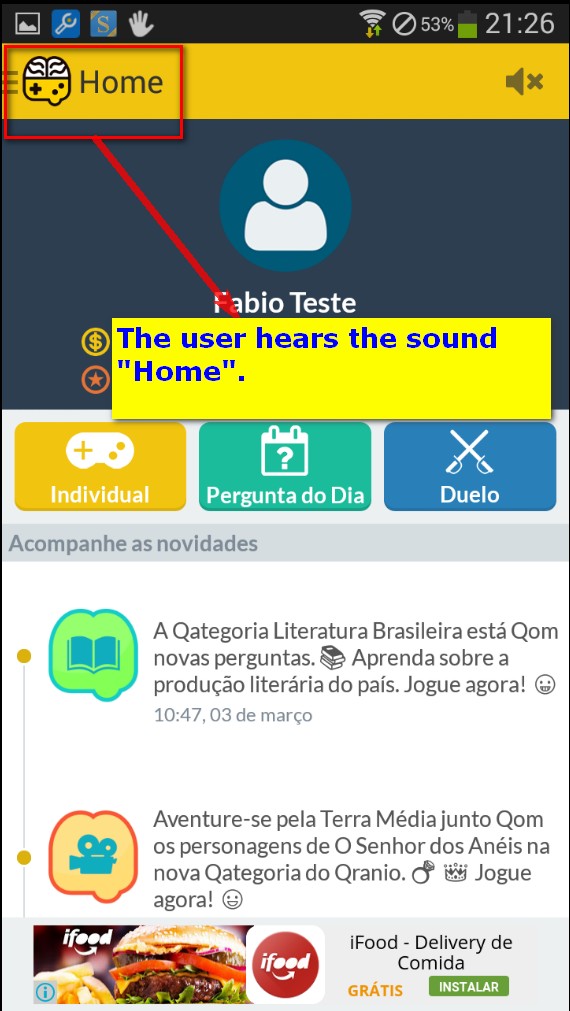 53% 21:26
Home
Fabio Teste
The user hears the sound
"Home".
Individual
Pergunta do Dia
Duelo
Acompanhe as novidades
A Qategoria Literatura Brasileira está Qom
novas perguntas. 📚 Aprenda sobre a
produção literária do país. Jogue agora! 😀
10:47, 03 de março
Aventure-se pela Terra Média junto Qom
os personagens de O Senhor dos Anéis na
nova Qategoria do Qranio. 💍 👑 Jogue
agora! 😃
ifood
ifood
iFood - Delivery de
Comida
GRÁTIS
INSTALAR